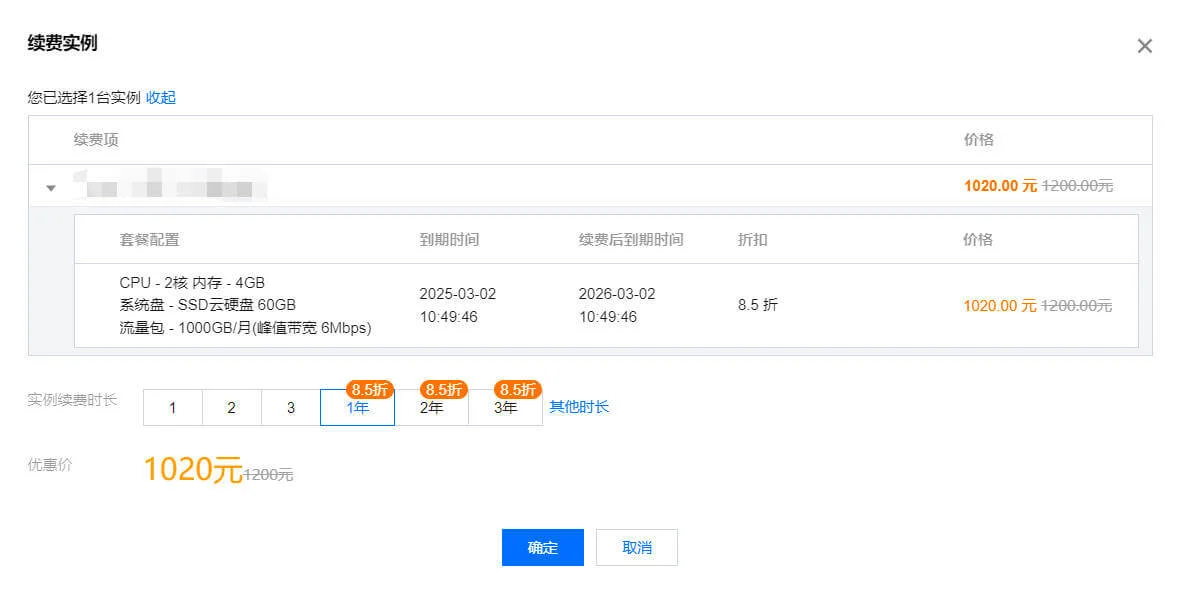 续费实例
您已选择1台实例 收起
续费项 价格
1020.00 元 1200.00元
套餐配置 到期时间 续费后到期时间 折扣 价格
CPU - 2核 内存 - 4GB
系统盘 - SSD云硬盘 60GB
流量包 - 1000GB/月(峰值带宽 6Mbps)
2025-03-02
10:49:46
2026-03-02
10:49:46
8.5 折
1020.00 元 1200.00元
8.5折 8.5折 8.5折
实例续费时长 1 2 3 1年 2年 3年 其他时长
优惠价 1020元 1200元
确定 取消